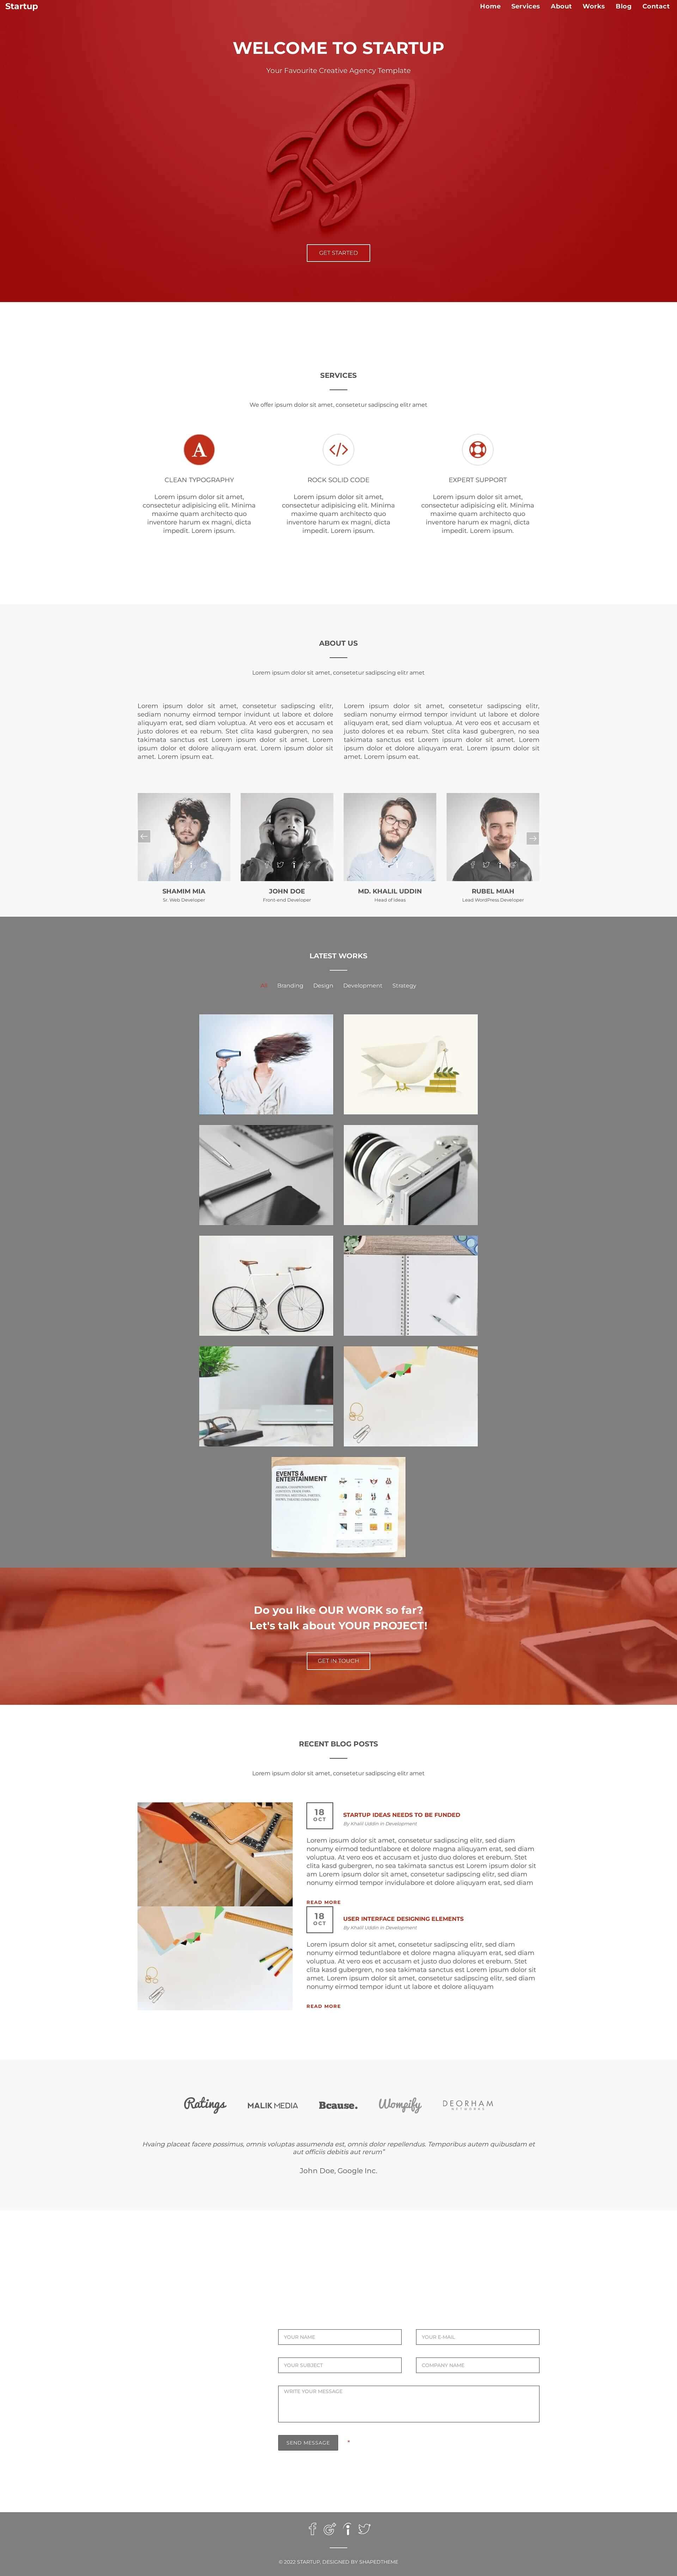 Startup
Home Services About Works Blog Contact
WELCOME TO STARTUP
Your Favourite Creative Agency Template
GET STARTED
SERVICES
We offer ipsum dolor sit amet, consetetur sadipscing elitr amet
A
CLEAN TYPOGRAPHY
Lorem ipsum dolor sit amet,
consectetur adipisicing elit. Minima
maxime quam architecto quo
inventore harum ex magni, dicta
impedit. Lorem ipsum.
ROCK SOLID CODE
Lorem ipsum dolor sit amet,
consectetur adipisicing elit. Minima
maxime quam architecto quo
inventore harum ex magni, dicta
impedit. Lorem ipsum.
EXPERT SUPPORT
Lorem ipsum dolor sit amet,
consectetur adipisicing elit. Minima
maxime quam architecto quo
inventore harum ex magni, dicta
impedit. Lorem ipsum.
ABOUT US
Lorem ipsum dolor sit amet, consetetur sadipscing elitr amet
Lorem ipsum dolor sit amet, consetetur sadipscing elitr,
sediam nonumy eirmod tempor invidunt ut labore et dolore
aliquyam erat, sed diam voluptua. At vero eos et accusam et
justo dolores et ea rebum. Stet clita kasd gubergren, no sea
takimata sanctus est Lorem ipsum dolor sit amet. Lorem
ipsum dolor et dolore aliquyam erat. Lorem ipsum dolor sit
amet. Lorem ipsum eat.
Lorem ipsum dolor sit amet, consetetur sadipscing elitr,
sediam nonumy eirmod tempor invidunt ut labore et dolore
aliquyam erat, sed diam voluptua. At vero eos et accusam et
justo dolores et ea rebum. Stet clita kasd gubergren, no sea
takimata sanctus est Lorem ipsum dolor sit amet. Lorem
ipsum dolor et dolore aliquyam erat. Lorem ipsum dolor sit
amet. Lorem ipsum eat.
SHAMIM MIA
Sr. Web Developer
JOHN DOE
Front-end Developer
MD. KHALIL UDDIN
Head of Ideas
RUBEL MIAH
Lead WordPress Developer
LATEST WORKS
All Branding Design Development Strategy
EVENTS &
ENTERTAINMENT
Do you like OUR WORK so far?
Let's talk about YOUR PROJECT!
GET IN TOUCH
RECENT BLOG POSTS
Lorem ipsum dolor sit amet, consetetur sadipscing elitr amet
18
OCT
STARTUP IDEAS NEEDS TO BE FUNDED
By Khalil Uddin in Development
Lorem ipsum dolor sit amet, consetetur sadipscing elitr, sed diam
nonumy eirmod teduntlabore et dolore magna aliquyam erat, sed diam
voluptua. At vero eos et accusam et justo duo dolores et erebum. Stet
clita kasd gubergren, no sea takimata sanctus est Lorem ipsum dolor sit
am Lorem ipsum dolor sit amet, consetetur sadipscing elitr, sed diam
nonumy eirmod tempor invidulabore et dolore aliquyam erat, sed diam
READ MORE
18
OCT
USER INTERFACE DESIGNING ELEMENTS
By Khalil Uddin in Development
Lorem ipsum dolor sit amet, consetetur sadipscing elitr, sed diam
nonumy eirmod teduntlabore et dolore magna aliquyam erat, sed diam
voluptua. At vero eos et accusam et justo duo dolores et erebum. Stet
clita kasd gubergren, no sea takimata sanctus est Lorem ipsum dolor sit
amet. Lorem ipsum dolor sit amet, consetetur sadipscing elitr, sed diam
nonumy eirmod tempor idunt ut labore et dolore aliquyam
READ MORE
Ratings MALIK MEDIA Bcause. Wompify DEORHAM
NETWORKS
Hvaing placeat facere possimus, omnis voluptas assumenda est, omnis dolor repellendus. Temporibus autem quibusdam et
aut officiis debitis aut rerum"
John Doe, Google Inc.
YOUR NAME
YOUR E-MAIL
YOUR SUBJECT
COMPANY NAME
WRITE YOUR MESSAGE
SEND MESSAGE *
© 2022 STARTUP. DESIGNED BY SHAPEDTHEME